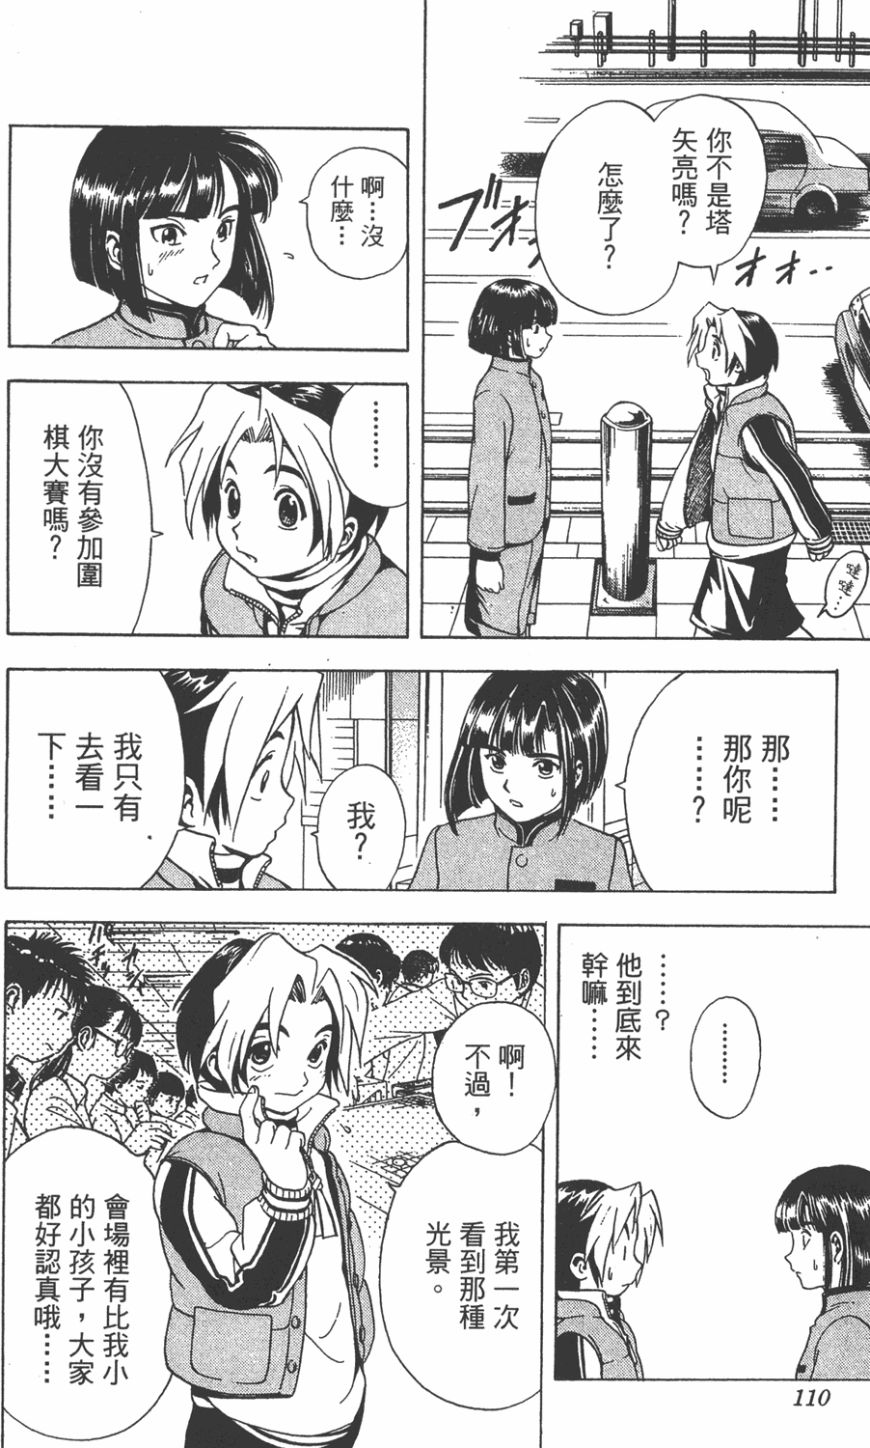 你不是塔
矢亮嗎？
怎麼了？
ブオォ
オォ‥
噠
噠…
啊…沒
什麼…
………
你沒有參加圍
棋大賽嗎？
那……
那你呢
……？
我？
我只有
去看一
下……
………
……？
他到底來
幹嘛……
啊！
不過，
我第一次
看到那種
光景。
會場裡有比我小
的小孩子，大家
都好認真哦……
110